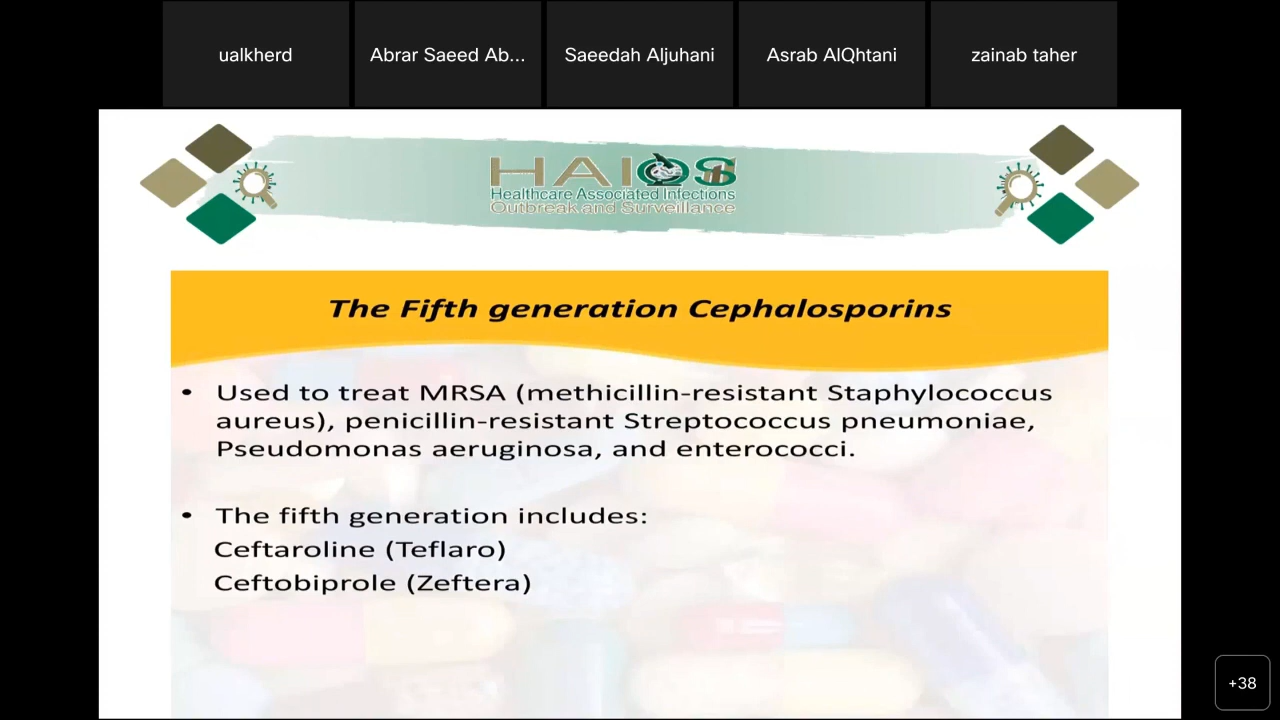 ualkherd
Abrar Saeed Ab...
Saeedah Aljuhani
Asrab AlQhtani
zainab taher
HAIOS
Healthcare Associated Infections
Outbreak and Surveillance
The Fifth generation Cephalosporins
• Used to treat MRSA (methicillin-resistant Staphylococcus
aureus), penicillin-resistant Streptococcus pneumoniae,
Pseudomonas aeruginosa, and enterococci.
• The fifth generation includes:
Ceftaroline (Teflaro)
Ceftobiprole (Zeftera)
+38